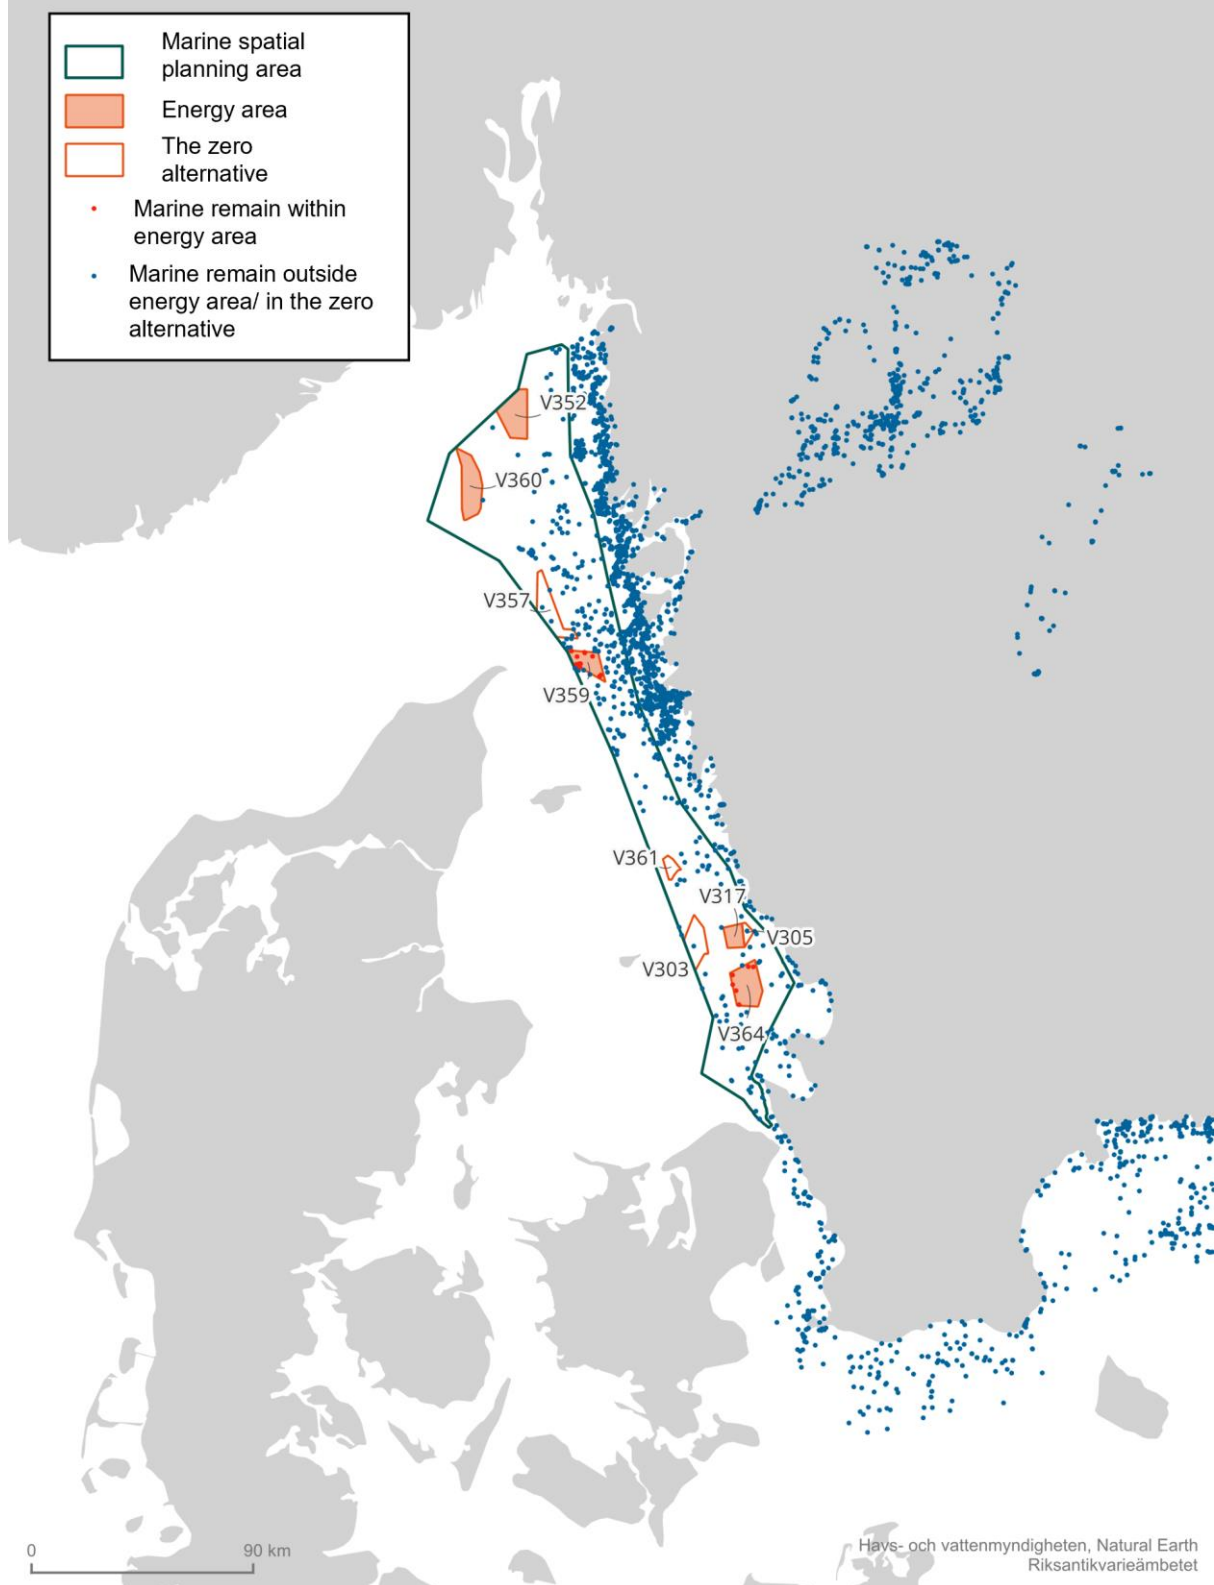 Marine spatial
planning area
Energy area
The zero
alternative
Marine remain within
energy area
Marine remain outside
energy area/ in the zero
alternative
V352
V360
V357
V359
V361
V317
V305
V303
V364
0 90 km
Havs- och vattenmyndigheten, Natural Earth
Riksantikvarieämbetet